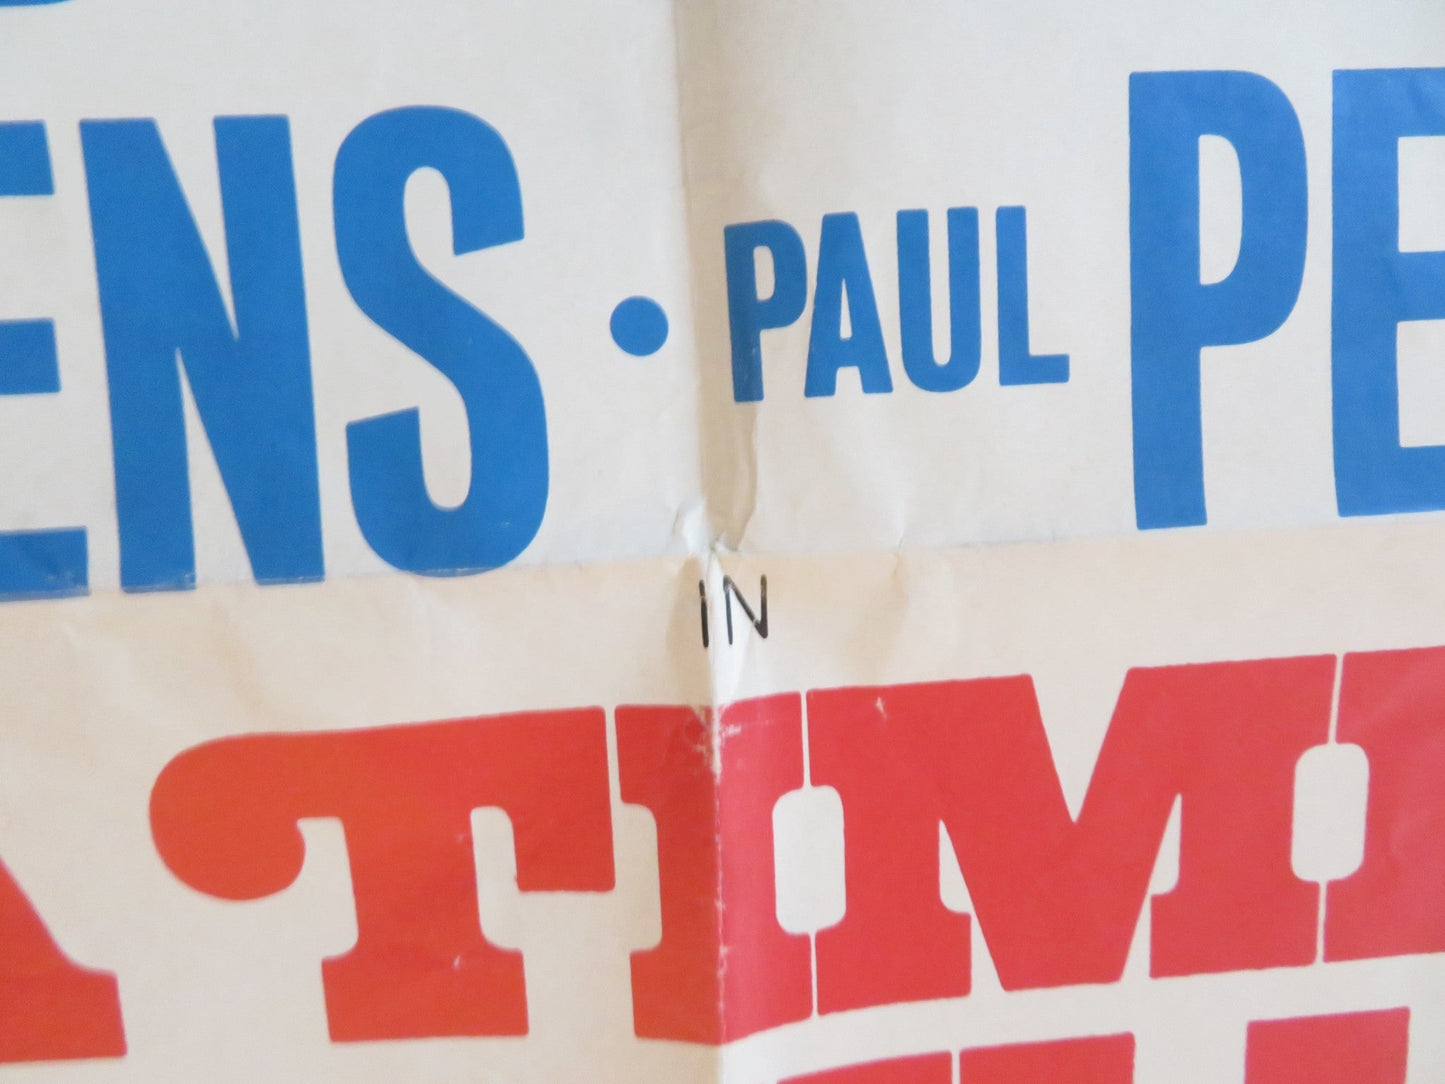 ENS · PAUL PE
IN
A TIM